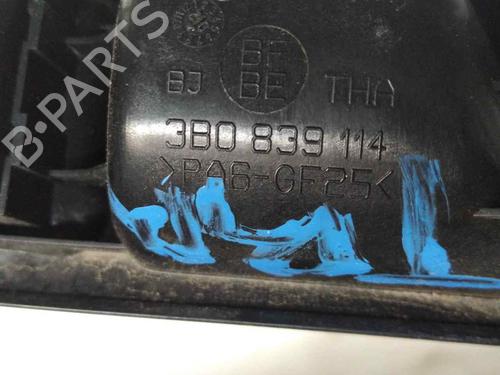 BF
BE
BJ THA
3B0 839 114
>PA6-GF25<
B-PARTS